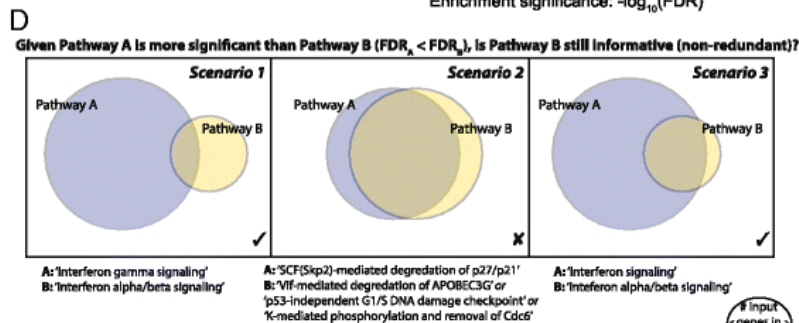 Enrichment significance: -log10(FDR)
D
Given Pathway A is more significant than Pathway B (FDRA < FDRB), is Pathway B still informative (non-redundant)?
Scenario 1
Scenario 2
Scenario 3
Pathway A
Pathway B
Pathway A
Pathway B
Pathway A
Pathway B
✓
✘
✓
A: 'Interferon gamma signaling'
B: 'Interferon alpha/beta signaling'
A: 'SCF(Skp2)-mediated degradation of p27/p21'
B: 'Vif-mediated degradation of APOBEC3G' or
'p53-independent G1/S DNA damage checkpoint' or
'K-mediated phosphorylation and removal of Cdc6'
A: 'Interferon signaling'
B: 'Inteferon alpha/beta signaling'
# Input
genes in